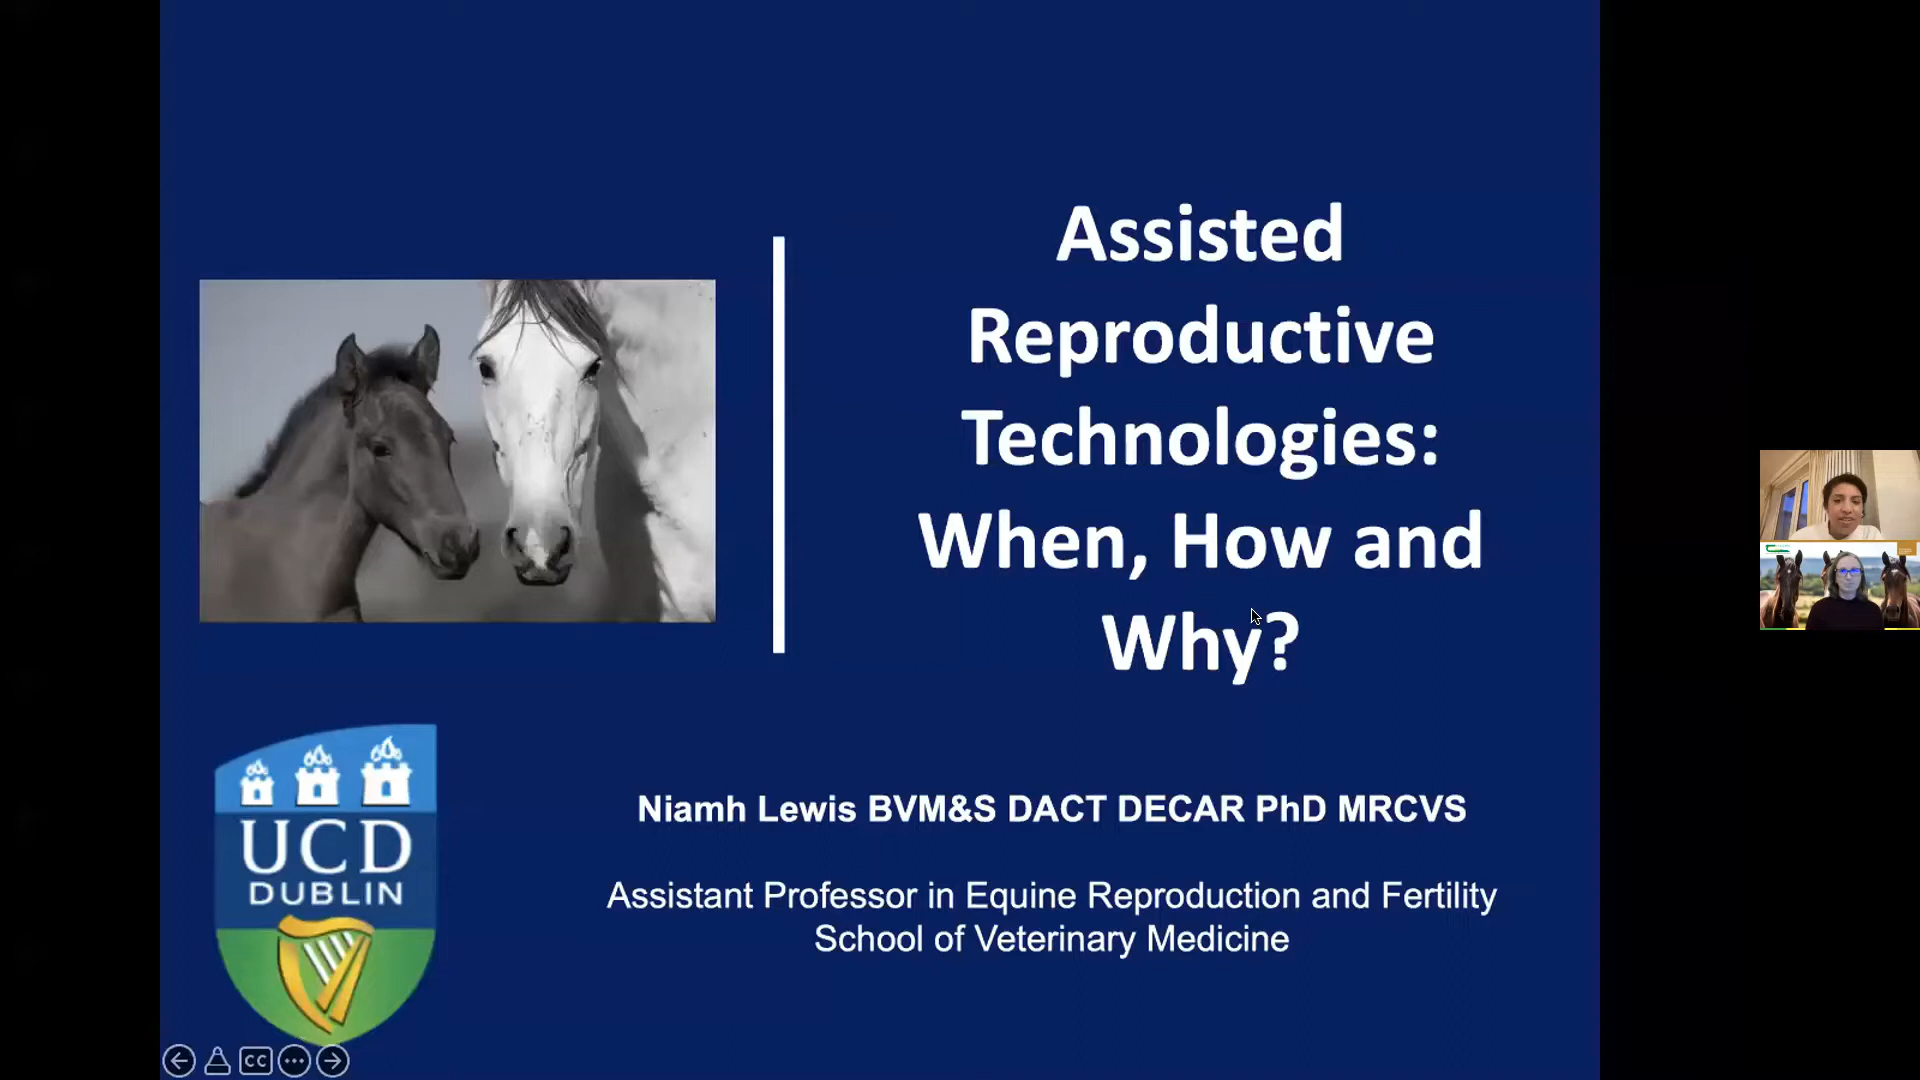 Assisted
Reproductive
Technologies:
When, How and
Why?
UCD
DUBLIN
Niamh Lewis BVM&S DACT DECAR PhD MRCVS
Assistant Professor in Equine Reproduction and Fertility
School of Veterinary Medicine
CC